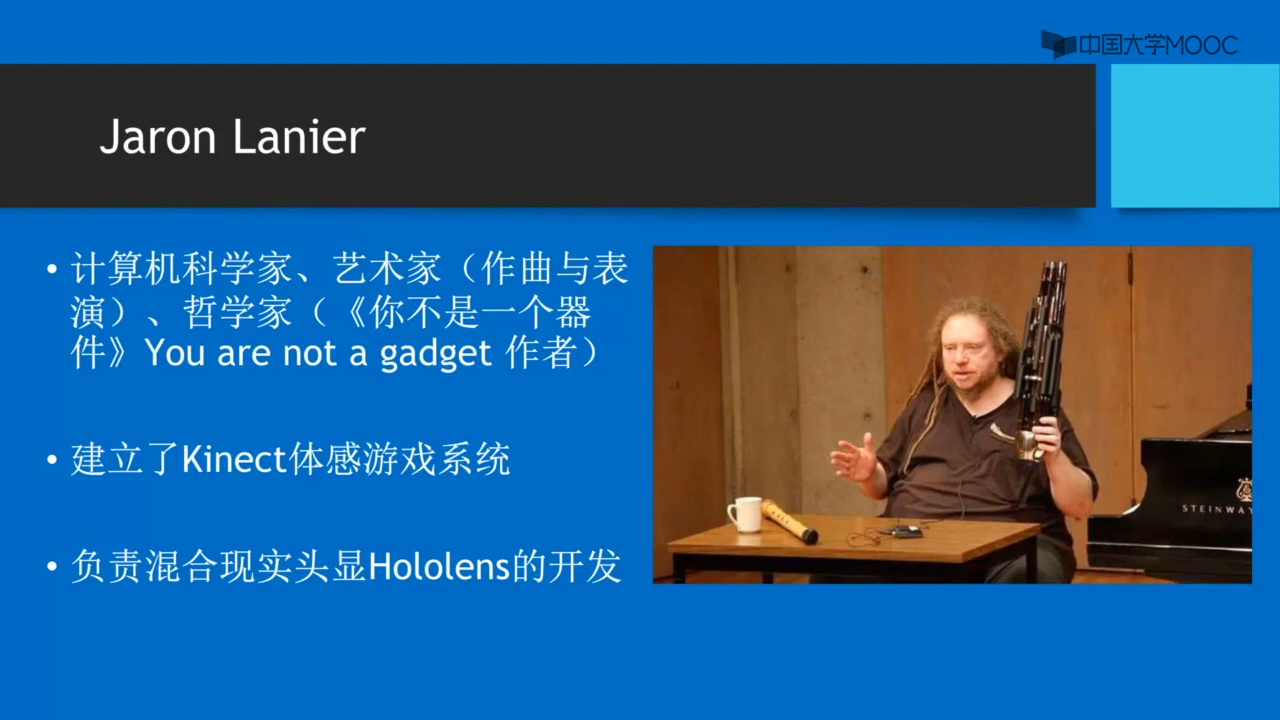 中国大学MOOC
Jaron Lanier
• 计算机科学家、艺术家（作曲与表
演）、哲学家（《你不是一个器
件》You are not a gadget 作者）
• 建立了Kinect体感游戏系统
• 负责混合现实头显Hololens的开发